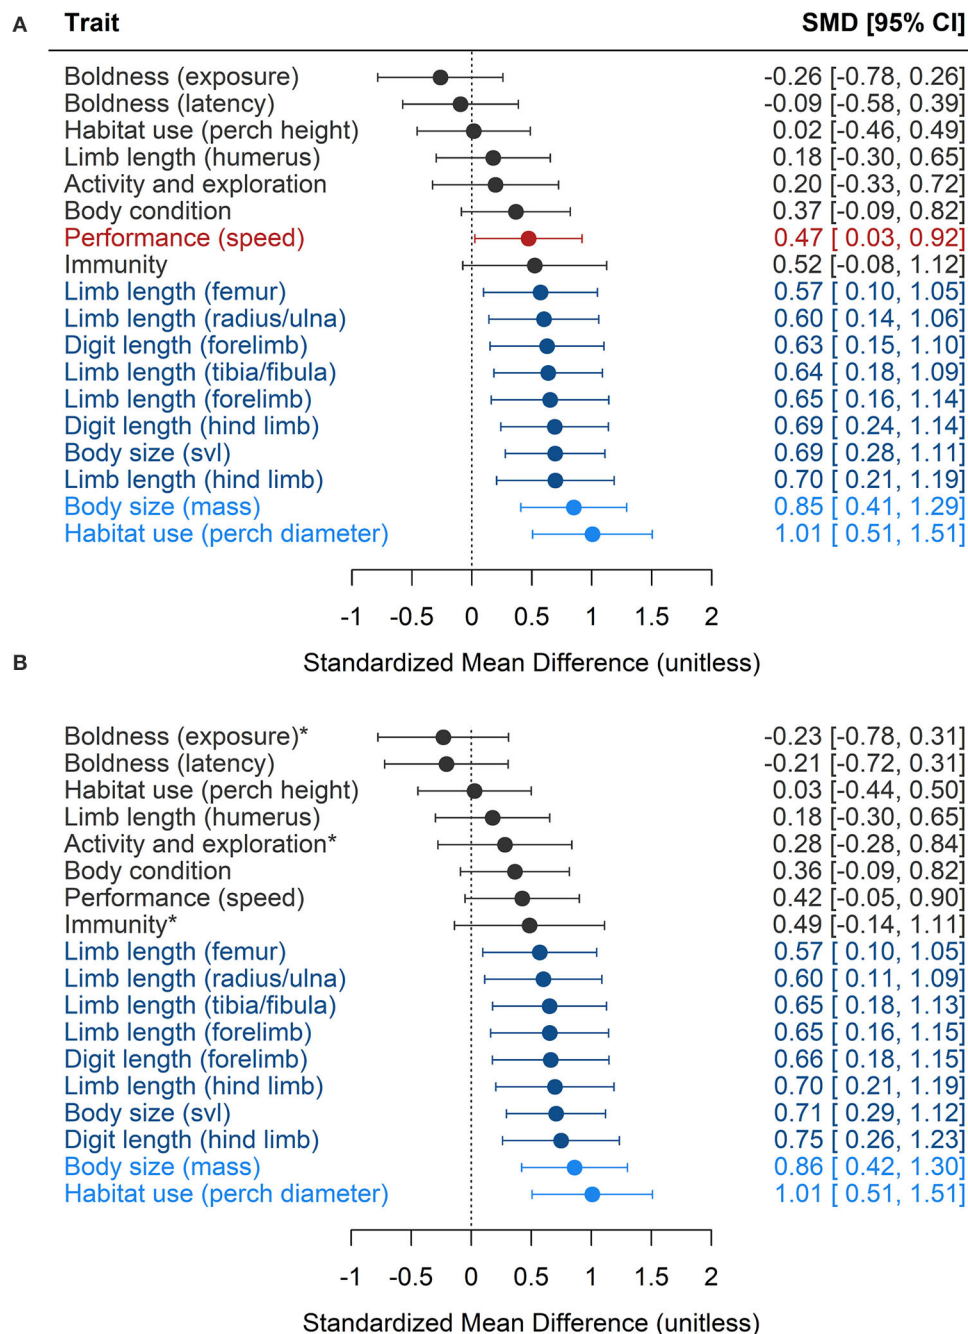 A Trait SMD [95% CI]
Boldness (exposure) -0.26 [-0.78, 0.26]
Boldness (latency) -0.09 [-0.58, 0.39]
Habitat use (perch height) 0.02 [-0.46, 0.49]
Limb length (humerus) 0.18 [-0.30, 0.65]
Activity and exploration 0.20 [-0.33, 0.72]
Body condition 0.37 [-0.09, 0.82]
Performance (speed) 0.47 [ 0.03, 0.92]
Immunity 0.52 [-0.08, 1.12]
Limb length (femur) 0.57 [ 0.10, 1.05]
Limb length (radius/ulna) 0.60 [ 0.14, 1.06]
Digit length (forelimb) 0.63 [ 0.15, 1.10]
Limb length (tibia/fibula) 0.64 [ 0.18, 1.09]
Limb length (forelimb) 0.65 [ 0.16, 1.14]
Digit length (hind limb) 0.69 [ 0.24, 1.14]
Body size (svl) 0.69 [ 0.28, 1.11]
Limb length (hind limb) 0.70 [ 0.21, 1.19]
Body size (mass) 0.85 [ 0.41, 1.29]
Habitat use (perch diameter) 1.01 [ 0.51, 1.51]
-1 -0.5 0 0.5 1 1.5 2
Standardized Mean Difference (unitless)
B
Boldness (exposure)* -0.23 [-0.78, 0.31]
Boldness (latency) -0.21 [-0.72, 0.31]
Habitat use (perch height) 0.03 [-0.44, 0.50]
Limb length (humerus) 0.18 [-0.30, 0.65]
Activity and exploration* 0.28 [-0.28, 0.84]
Body condition 0.36 [-0.09, 0.82]
Performance (speed) 0.42 [-0.05, 0.90]
Immunity* 0.49 [-0.14, 1.11]
Limb length (femur) 0.57 [ 0.10, 1.05]
Limb length (radius/ulna) 0.60 [ 0.11, 1.09]
Limb length (tibia/fibula) 0.65 [ 0.18, 1.13]
Limb length (forelimb) 0.65 [ 0.16, 1.15]
Digit length (forelimb) 0.66 [ 0.18, 1.15]
Limb length (hind limb) 0.70 [ 0.21, 1.19]
Body size (svl) 0.71 [ 0.29, 1.12]
Digit length (hind limb) 0.75 [ 0.26, 1.23]
Body size (mass) 0.86 [ 0.42, 1.30]
Habitat use (perch diameter) 1.01 [ 0.51, 1.51]
-1 -0.5 0 0.5 1 1.5 2
Standardized Mean Difference (unitless)